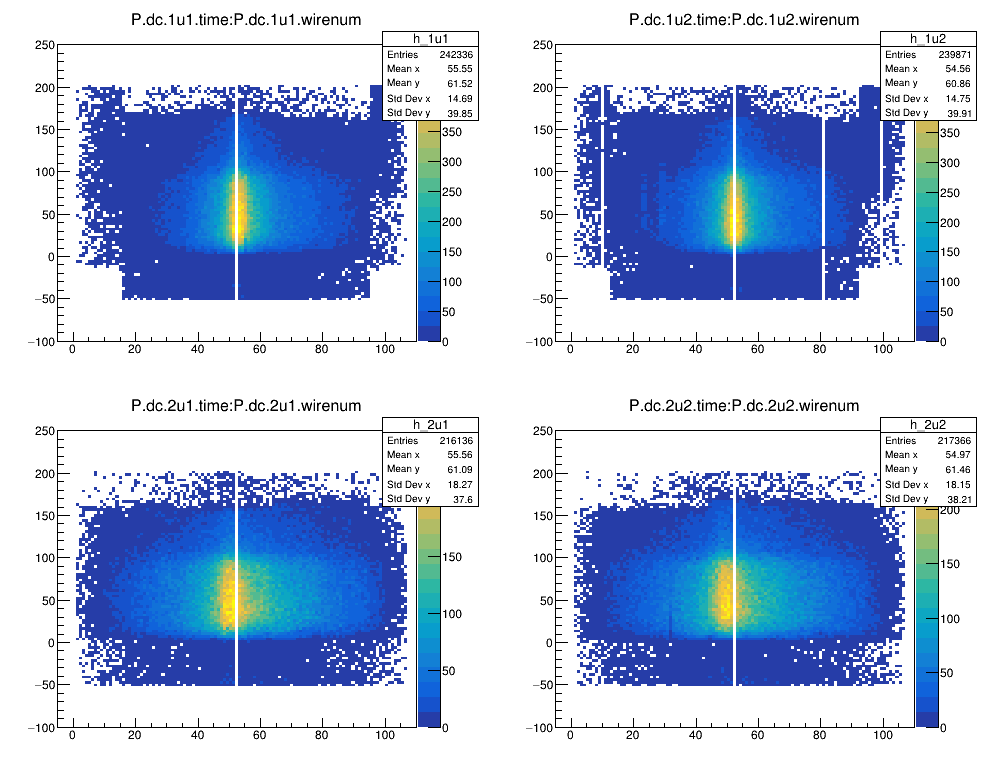 P.dc.1u1.time:P.dc.1u1.wirenum
h_1u1
Entries 242336
Mean x 55.55
Mean y 61.52
Std Dev x 14.69
Std Dev y 39.85
250
200
150
100
50
0
−50
−100
0 20 40 60 80 100
350
300
250
200
150
100
50
0
P.dc.1u2.time:P.dc.1u2.wirenum
h_1u2
Entries 239871
Mean x 54.56
Mean y 60.86
Std Dev x 14.75
Std Dev y 39.91
250
200
150
100
50
0
−50
−100
0 20 40 60 80 100
350
300
250
200
150
100
50
0
P.dc.2u1.time:P.dc.2u1.wirenum
h_2u1
Entries 216136
Mean x 55.56
Mean y 61.09
Std Dev x 18.27
Std Dev y 37.6
250
200
150
100
50
0
−50
−100
0 20 40 60 80 100
150
100
50
0
P.dc.2u2.time:P.dc.2u2.wirenum
h_2u2
Entries 217366
Mean x 54.97
Mean y 61.46
Std Dev x 18.15
Std Dev y 38.21
250
200
150
100
50
0
−50
−100
0 20 40 60 80 100
200
150
100
50
0